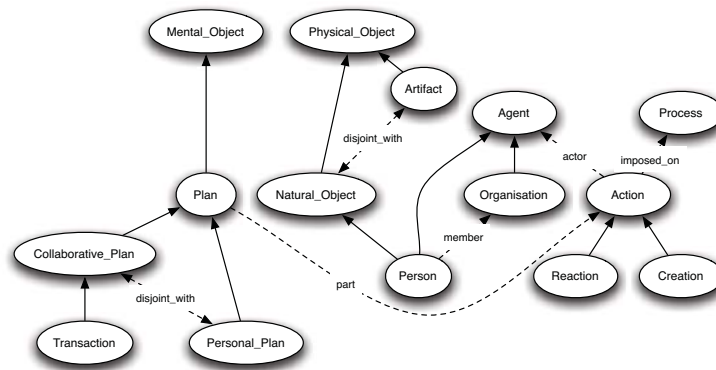 Mental_Object
Physical_Object
Artifact
Agent
Process
disjoint_with
actor
imposed_on
Plan
Natural_Object
Organisation
Action
member
Collaborative_Plan
Person
Reaction
Creation
disjoint_with
part
Transaction
Personal_Plan